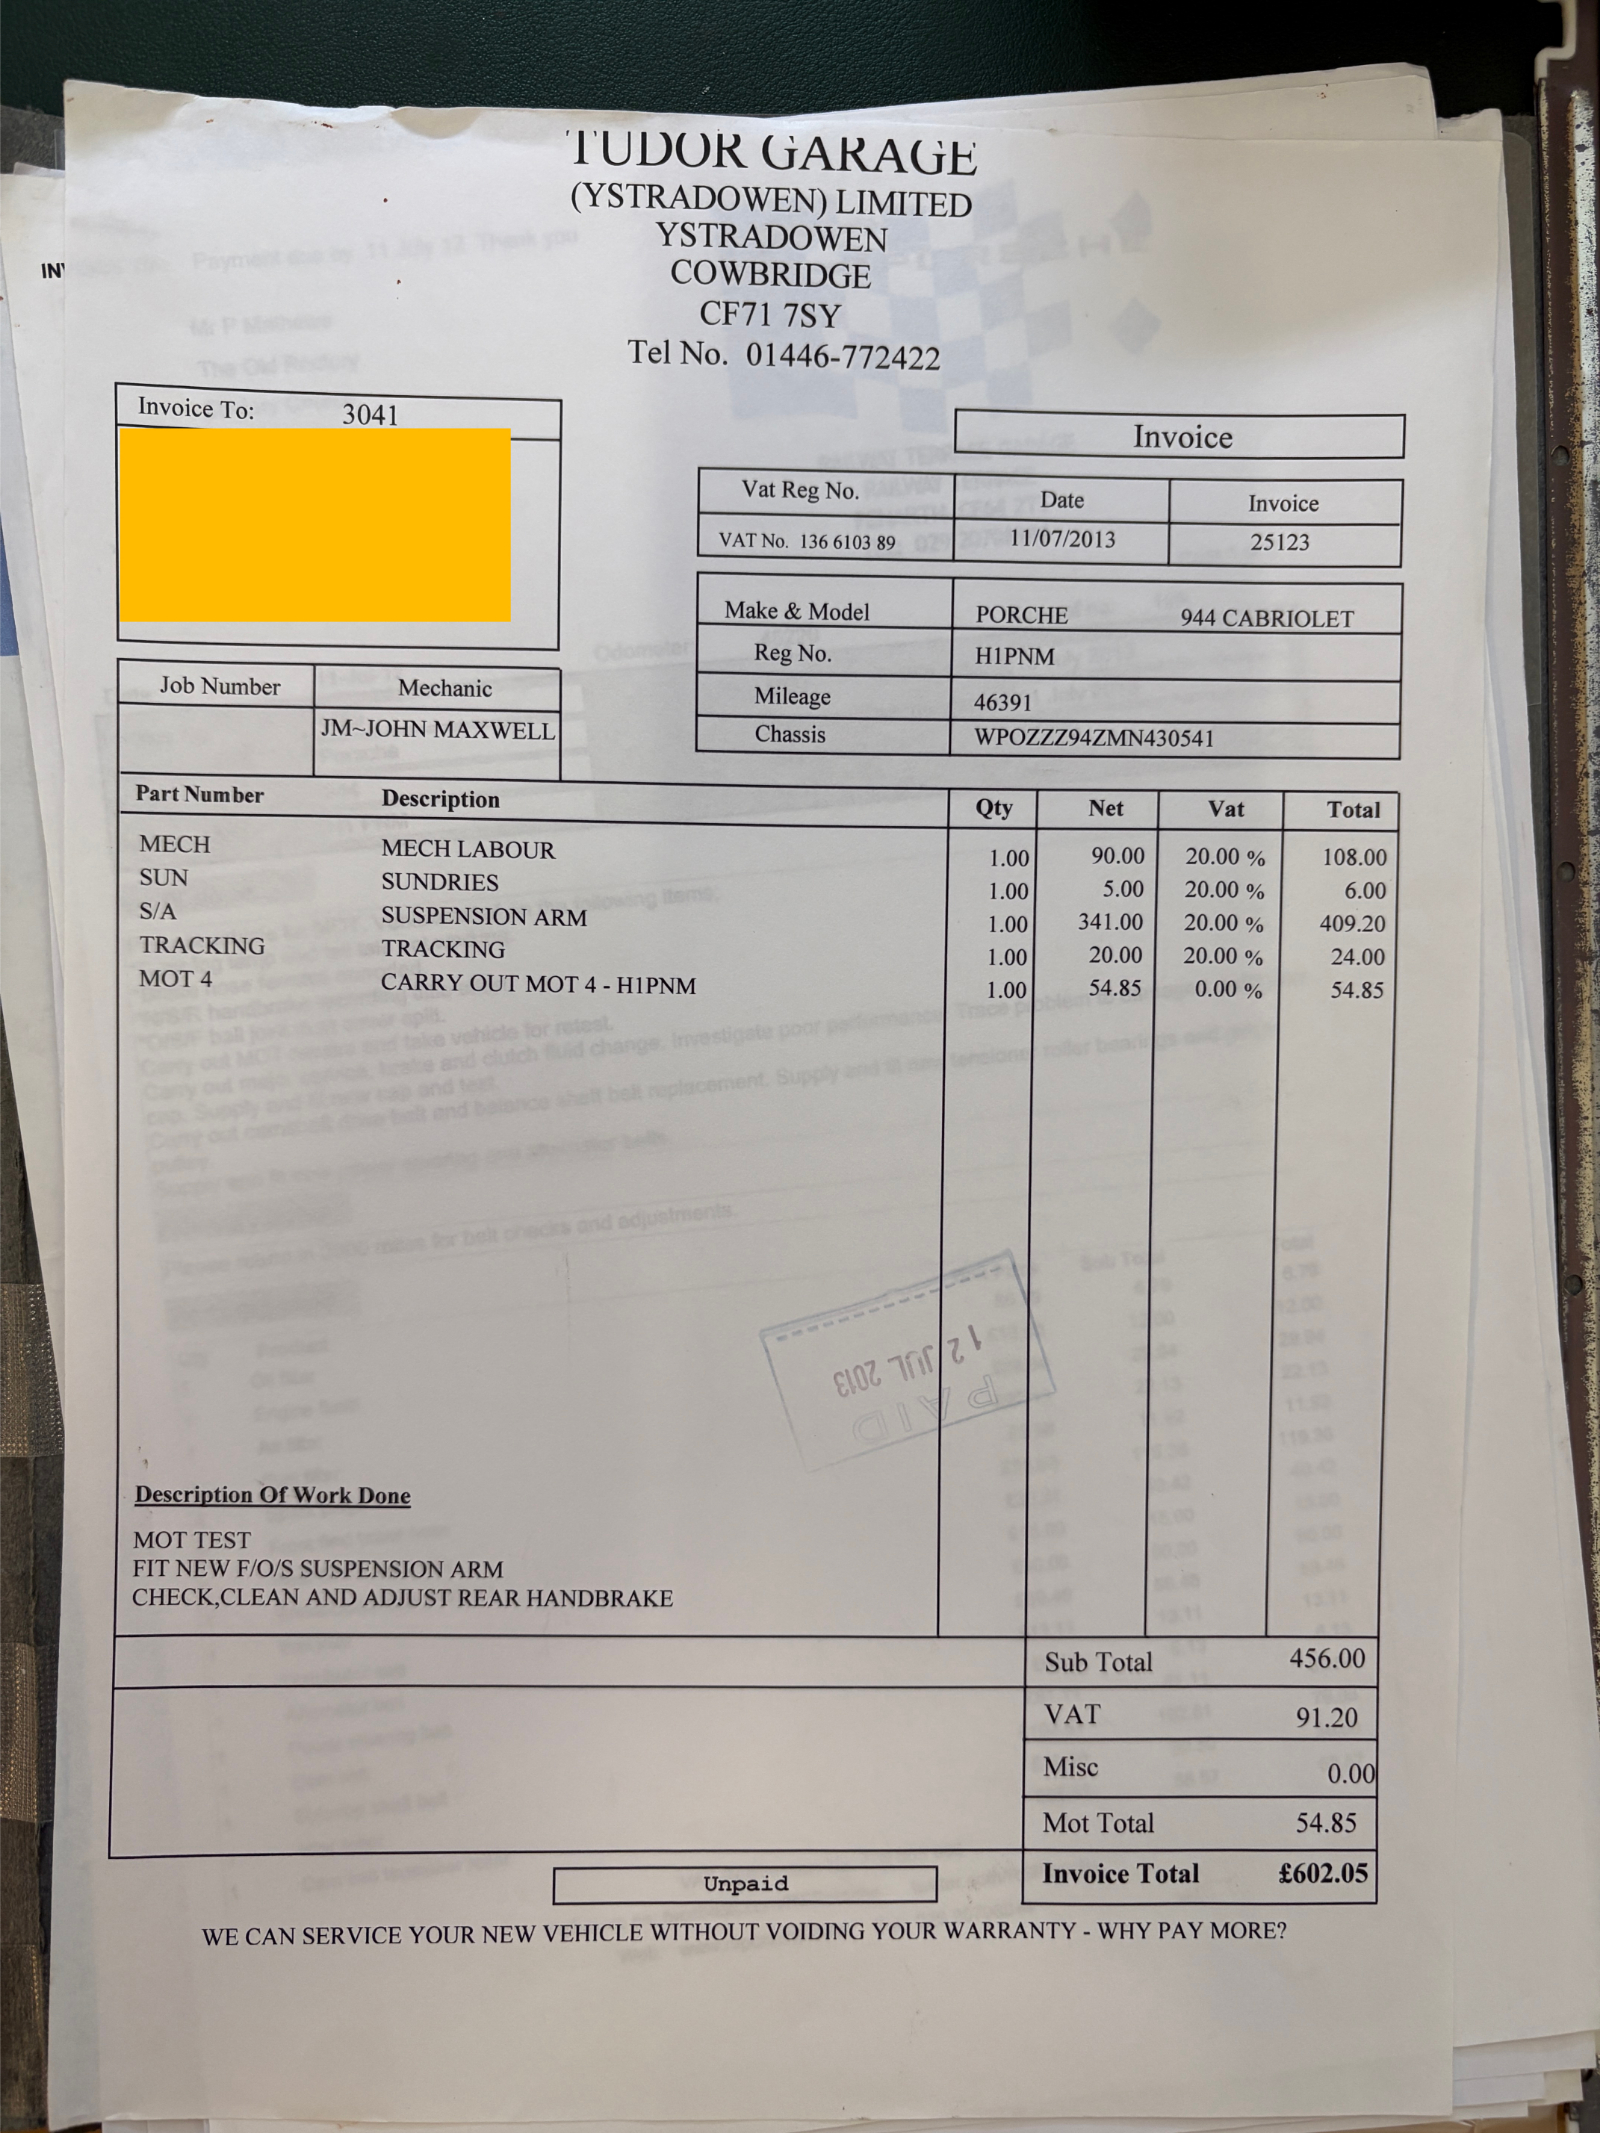 TUDOR GARAGE
(YSTRADOWEN) LIMITED
YSTRADOWEN
COWBRIDGE
CF71 7SY
Tel No. 01446-772422
Invoice To: 3041
Invoice
Vat Reg No. Date Invoice
VAT No. 136 6103 89 11/07/2013 25123
Make & Model PORCHE 944 CABRIOLET
Reg No. H1PNM
Mileage 46391
Chassis WPOZZZ94ZMN430541
Job Number Mechanic
JM~JOHN MAXWELL
Part Number Description Qty Net Vat Total
MECH MECH LABOUR 1.00 90.00 20.00 % 108.00
SUN SUNDRIES 1.00 5.00 20.00 % 6.00
S/A SUSPENSION ARM 1.00 341.00 20.00 % 409.20
TRACKING TRACKING 1.00 20.00 20.00 % 24.00
MOT 4 CARRY OUT MOT 4 - H1PNM 1.00 54.85 0.00 % 54.85
PAID
12 JUL 2013
Description Of Work Done
MOT TEST
FIT NEW F/O/S SUSPENSION ARM
CHECK,CLEAN AND ADJUST REAR HANDBRAKE
Sub Total 456.00
VAT 91.20
Misc 0.00
Mot Total 54.85
Invoice Total £602.05
Unpaid
WE CAN SERVICE YOUR NEW VEHICLE WITHOUT VOIDING YOUR WARRANTY - WHY PAY MORE?